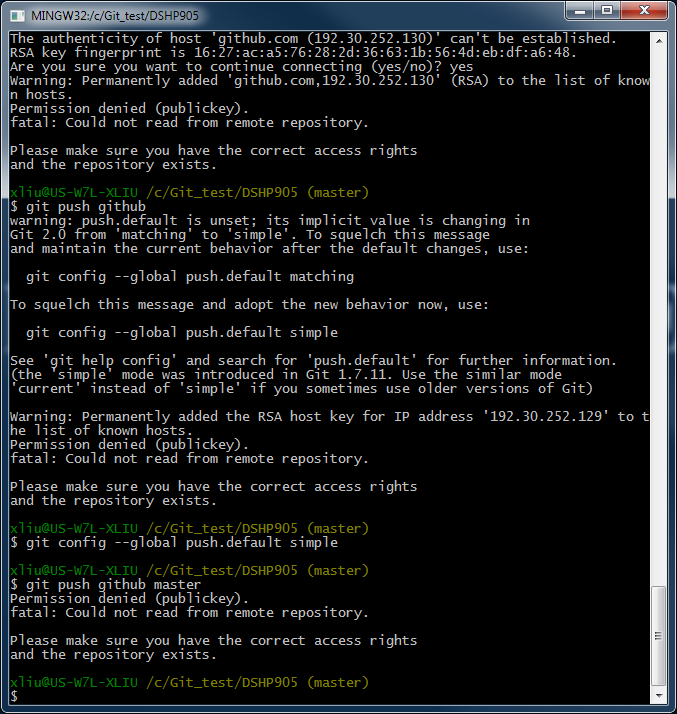 MINGW32:/c/Git_test/DSHP905
The authenticity of host 'github.com (192.30.252.130)' can't be established.
RSA key fingerprint is 16:27:ac:a5:76:28:2d:36:63:1b:56:4d:eb:df:a6:48.
Are you sure you want to continue connecting (yes/no)? yes
Warning: Permanently added 'github.com,192.30.252.130' (RSA) to the list of know
n hosts.
Permission denied (publickey).
fatal: Could not read from remote repository.
Please make sure you have the correct access rights
and the repository exists.
xliu@US-W7L-XLIU /c/Git_test/DSHP905 (master)
$ git push github
warning: push.default is unset; its implicit value is changing in
Git 2.0 from 'matching' to 'simple'. To squelch this message
and maintain the current behavior after the default changes, use:
git config --global push.default matching
To squelch this message and adopt the new behavior now, use:
git config --global push.default simple
See 'git help config' and search for 'push.default' for further information.
(the 'simple' mode was introduced in Git 1.7.11. Use the similar mode
'current' instead of 'simple' if you sometimes use older versions of Git)
Warning: Permanently added the RSA host key for IP address '192.30.252.129' to t
he list of known hosts.
Permission denied (publickey).
fatal: Could not read from remote repository.
Please make sure you have the correct access rights
and the repository exists.
xliu@US-W7L-XLIU /c/Git_test/DSHP905 (master)
$ git config --global push.default simple
xliu@US-W7L-XLIU /c/Git_test/DSHP905 (master)
$ git push github master
Permission denied (publickey).
fatal: Could not read from remote repository.
Please make sure you have the correct access rights
and the repository exists.
xliu@US-W7L-XLIU /c/Git_test/DSHP905 (master)
$